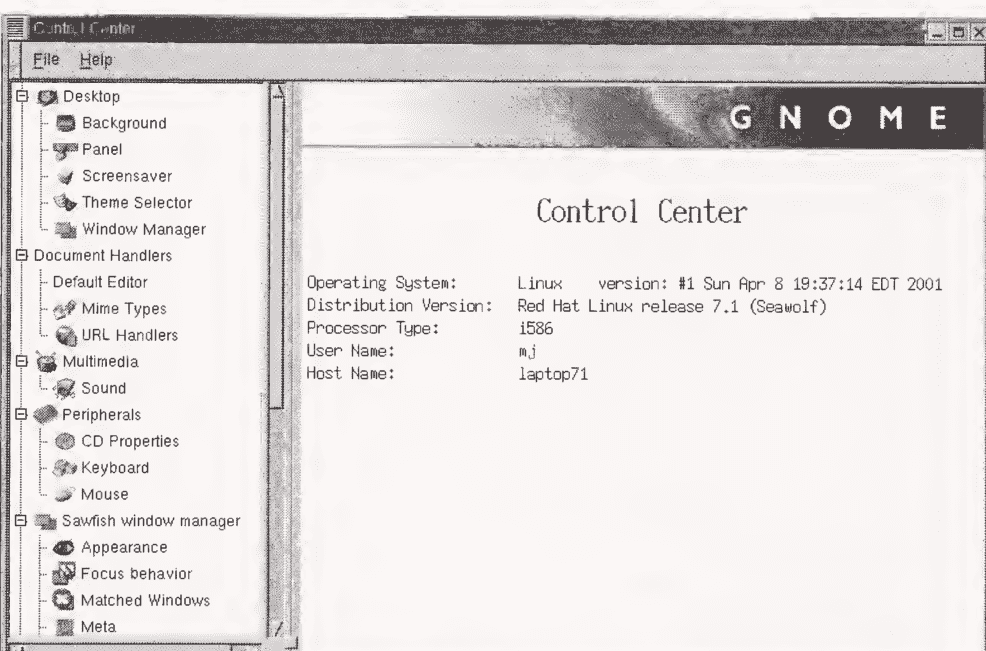 Control Center
File Help
Desktop
Background
Panel
Screensaver
Theme Selector
Window Manager
Document Handlers
Default Editor
Mime Types
URL Handlers
Multimedia
Sound
Peripherals
CD Properties
Keyboard
Mouse
Sawfish window manager
Appearance
Focus behavior
Matched Windows
Meta
GNOME
Control Center
Operating System: Linux version: #1 Sun Apr 8 19:37:14 EDT 2001
Distribution Version: Red Hat Linux release 7.1 (Seawolf)
Processor Type: i586
User Name: mj
Host Name: laptop71